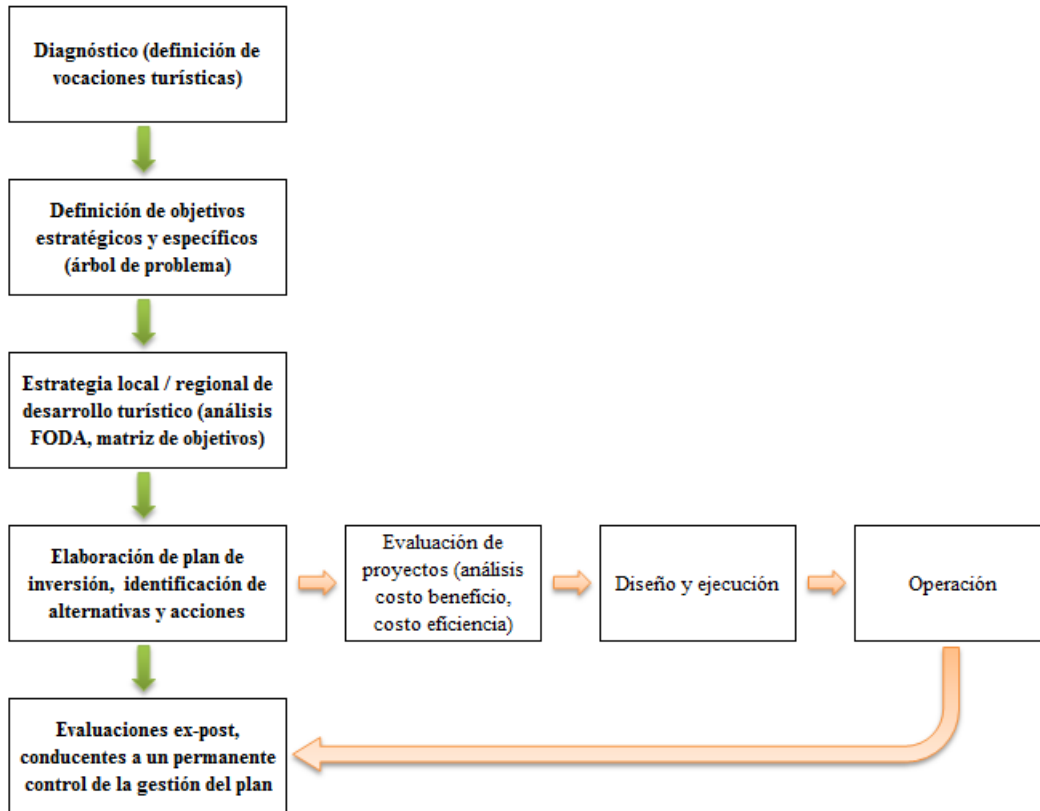 Diagnóstico (definición de
vocaciones turísticas)
Definición de objetivos
estratégicos y específicos
(árbol de problema)
Estrategia local / regional de
desarrollo turístico (análisis
FODA, matriz de objetivos)
Elaboración de plan de
inversión, identificación de
alternativas y acciones
Evaluación de
proyectos (análisis
costo beneficio,
costo eficiencia)
Diseño y ejecución
Operación
Evaluaciones ex-post,
conducentes a un permanente
control de la gestión del plan